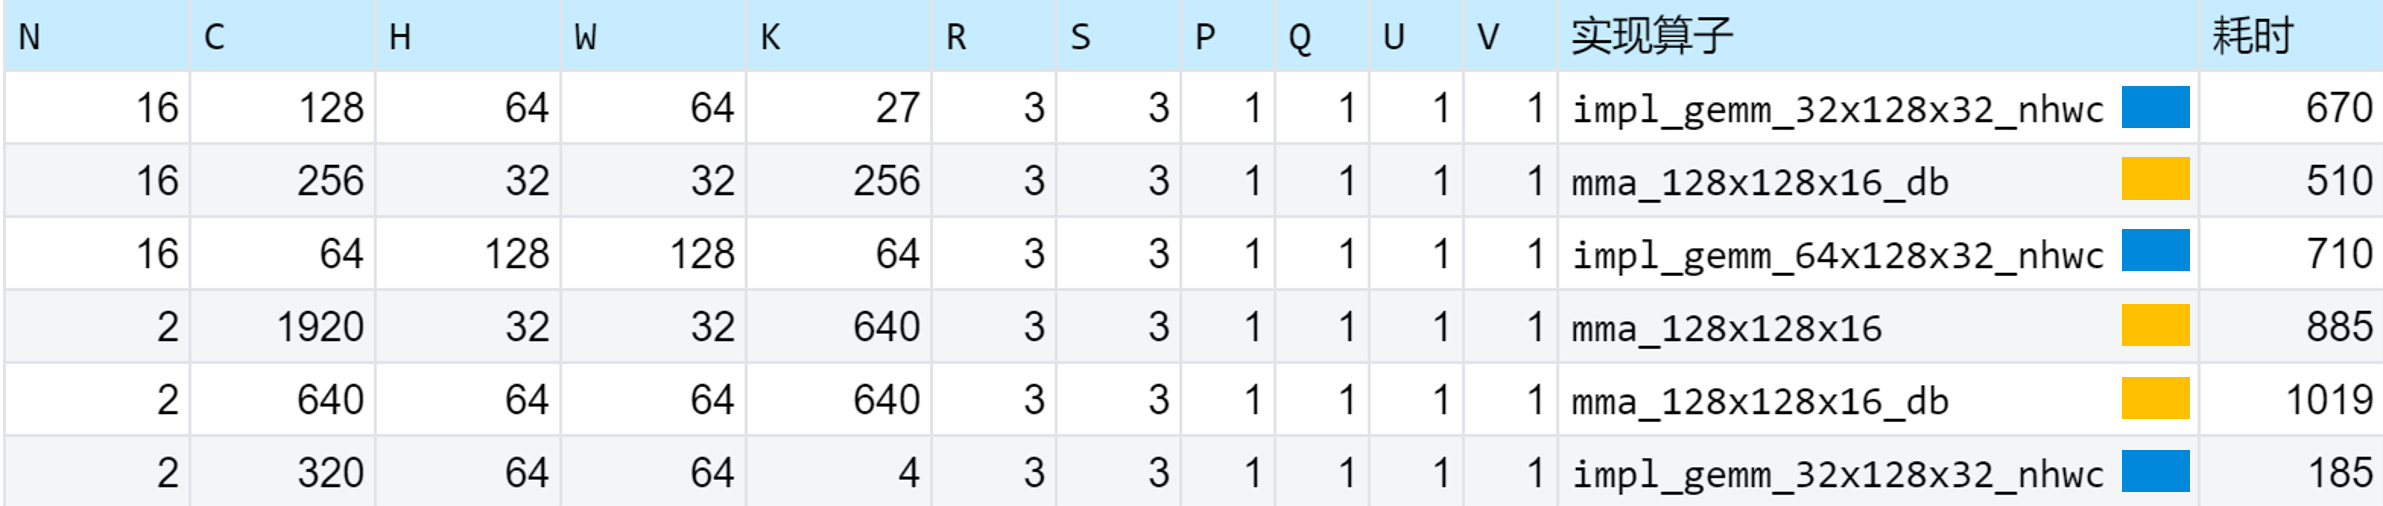 N C H W K R S P Q U V 实现算子 耗时
16 128 64 64 27 3 3 1 1 1 1 impl_gemm_32x128x32_nhwc 670
16 256 32 32 256 3 3 1 1 1 1 mma_128x128x16_db 510
16 64 128 128 64 3 3 1 1 1 1 impl_gemm_64x128x32_nhwc 710
2 1920 32 32 640 3 3 1 1 1 1 mma_128x128x16 885
2 640 64 64 640 3 3 1 1 1 1 mma_128x128x16_db 1019
2 320 64 64 4 3 3 1 1 1 1 impl_gemm_32x128x32_nhwc 185